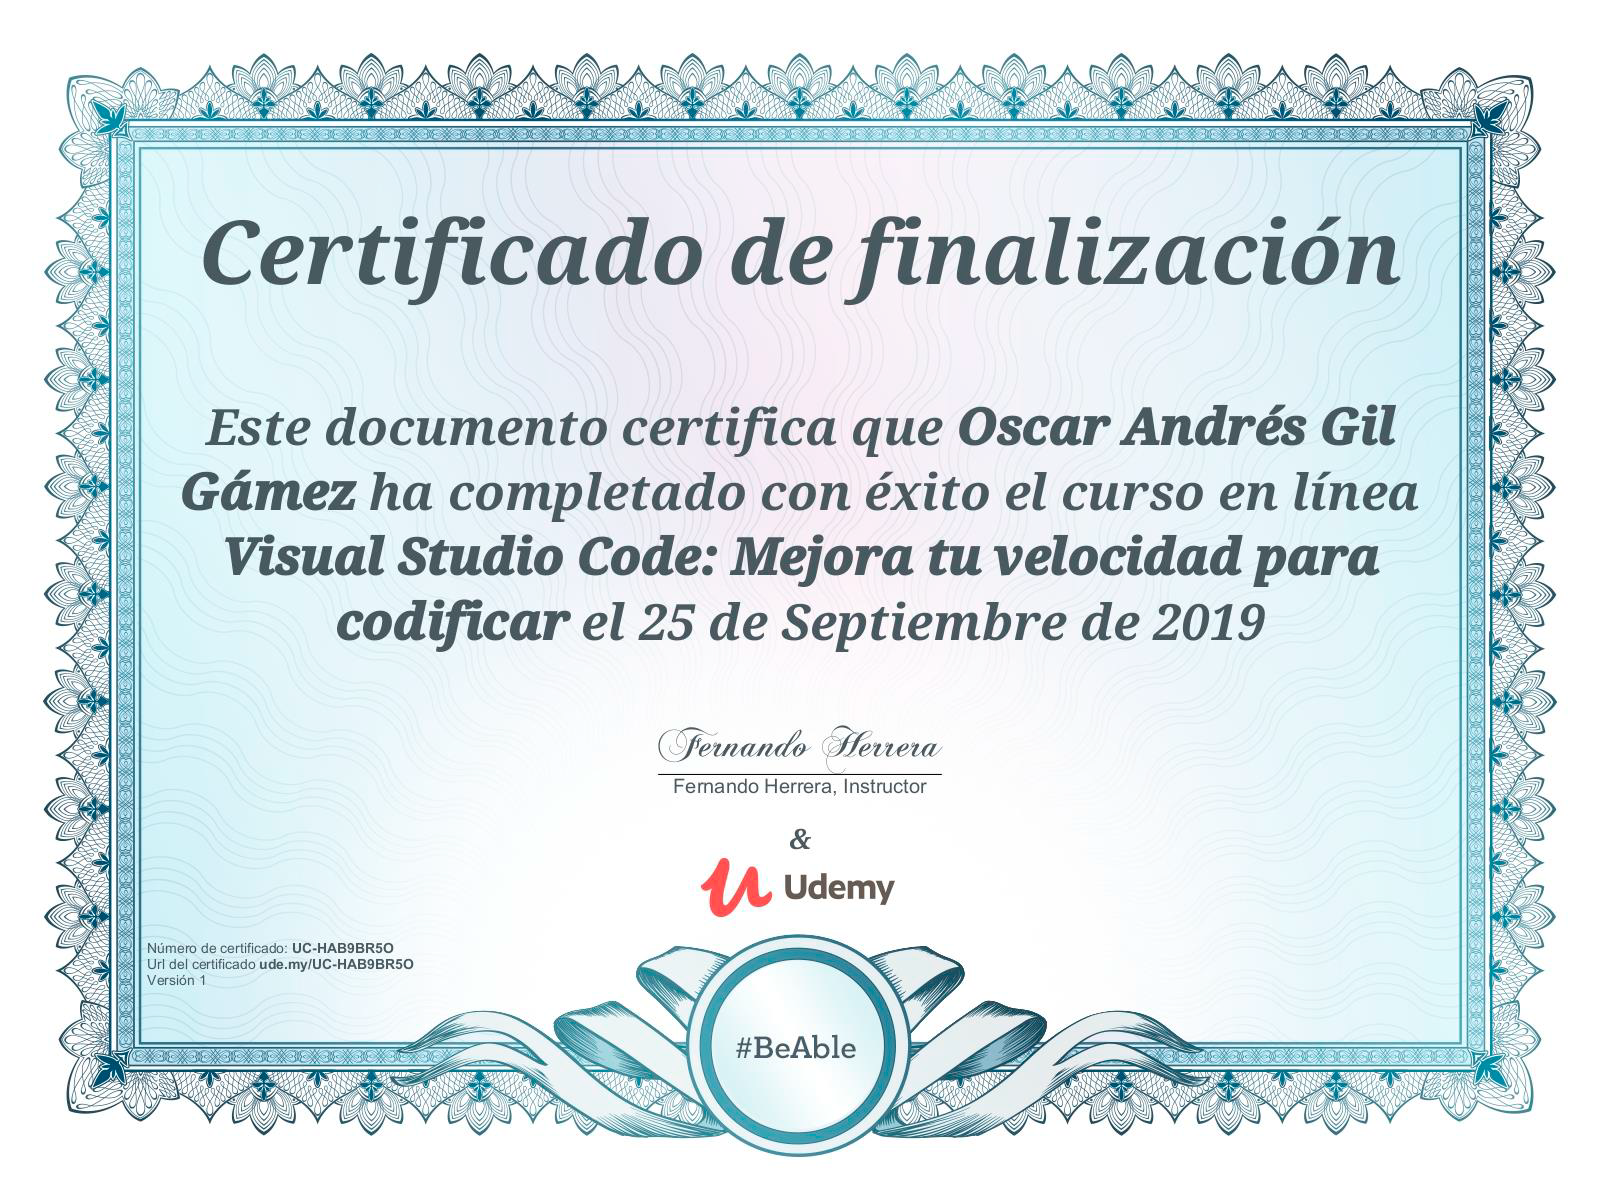 Certificado de finalización
Este documento certifica que Oscar Andrés Gil
Gámez ha completado con éxito el curso en línea
Visual Studio Code: Mejora tu velocidad para
codificar el 25 de Septiembre de 2019
Fernando Herrera
Fernando Herrera, Instructor
&
Udemy
Número de certificado: UC-HAB9BR5O
Url del certificado ude.my/UC-HAB9BR5O
Versión 1
#BeAble